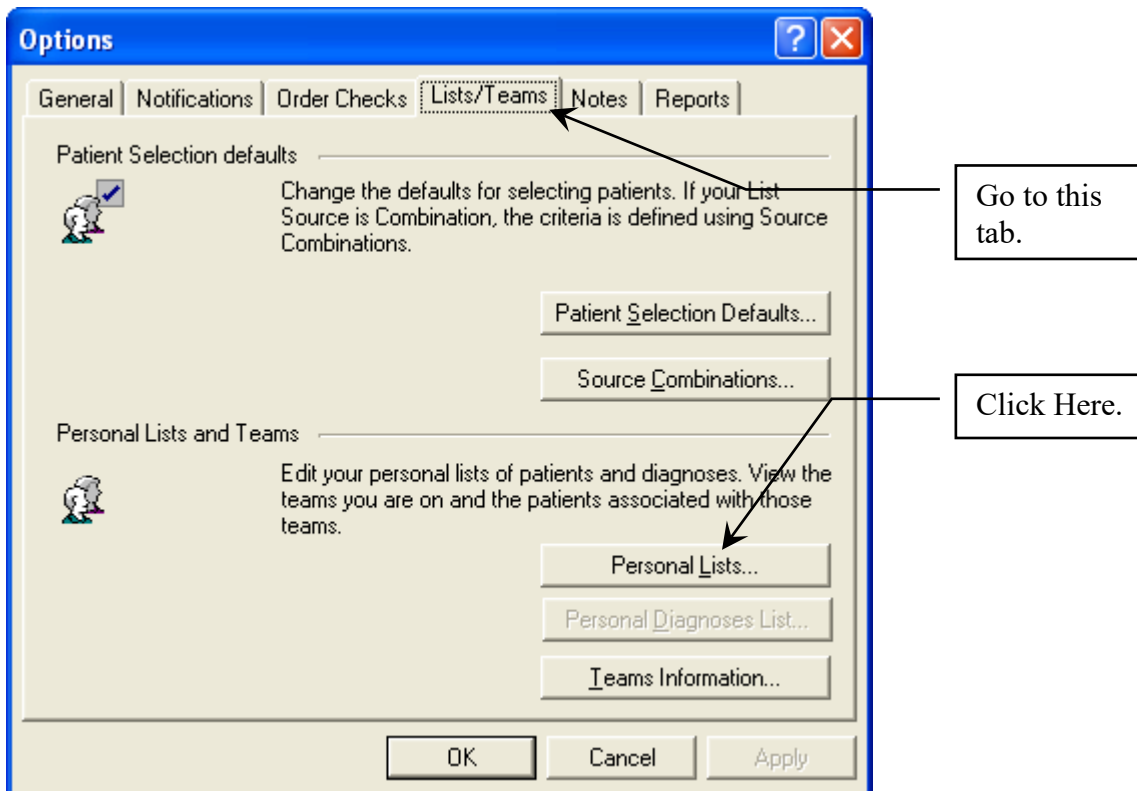 Options
General Notifications Order Checks Lists/Teams Notes Reports
Patient Selection defaults
Change the defaults for selecting patients. If your List
Source is Combination, the criteria is defined using Source
Combinations.
Go to this
tab.
Patient Selection Defaults...
Source Combinations...
Click Here.
Personal Lists and Teams
Edit your personal lists of patients and diagnoses. View the
teams you are on and the patients associated with those
teams.
Personal Lists...
Personal Diagnoses List...
Teams Information...
OK Cancel Apply